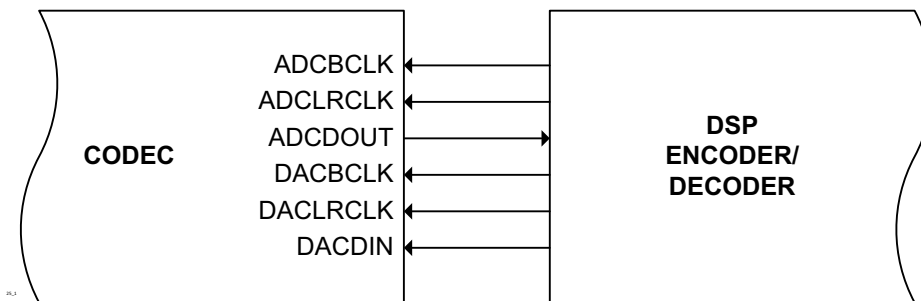 ADCBCLK
ADCLRCLK
ADCDOUT
DACBCLK
DACLRCLK
DACDIN
CODEC
DSP
ENCODER/
DECODER